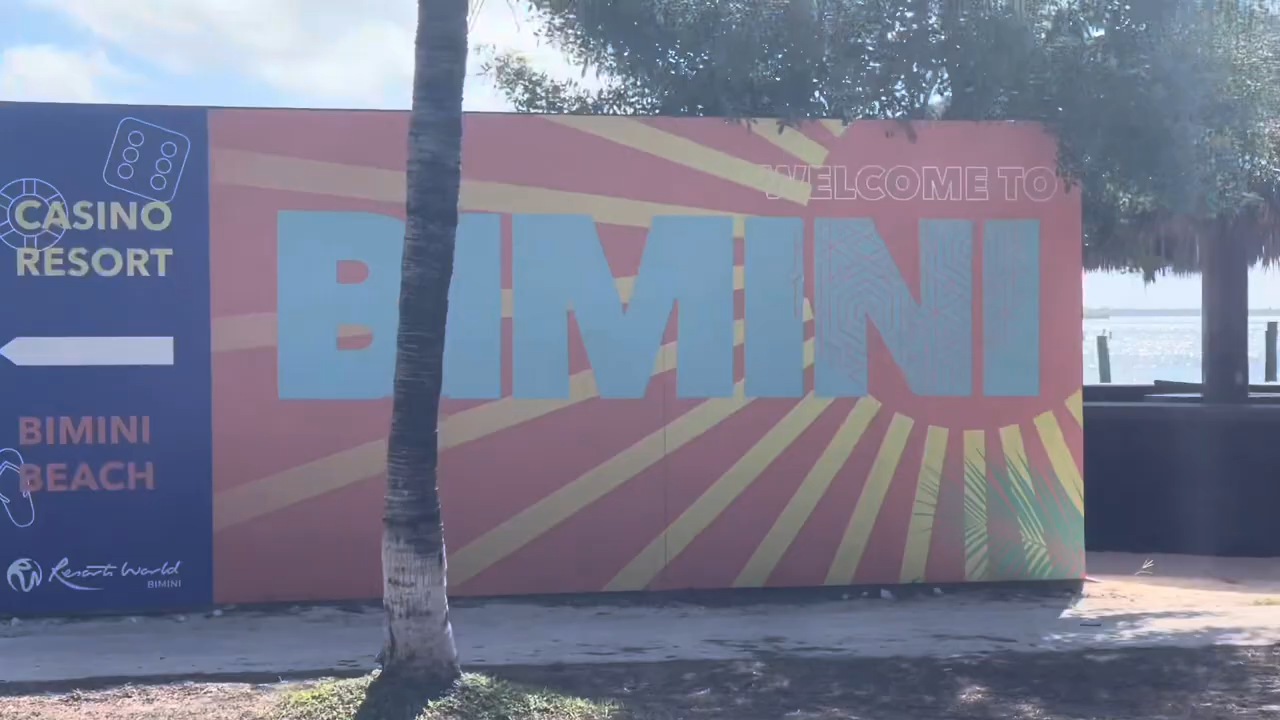 CASINO
RESORT
BIMINI
BEACH
Resorts World
BIMINI
WELCOME TO
BIMINI